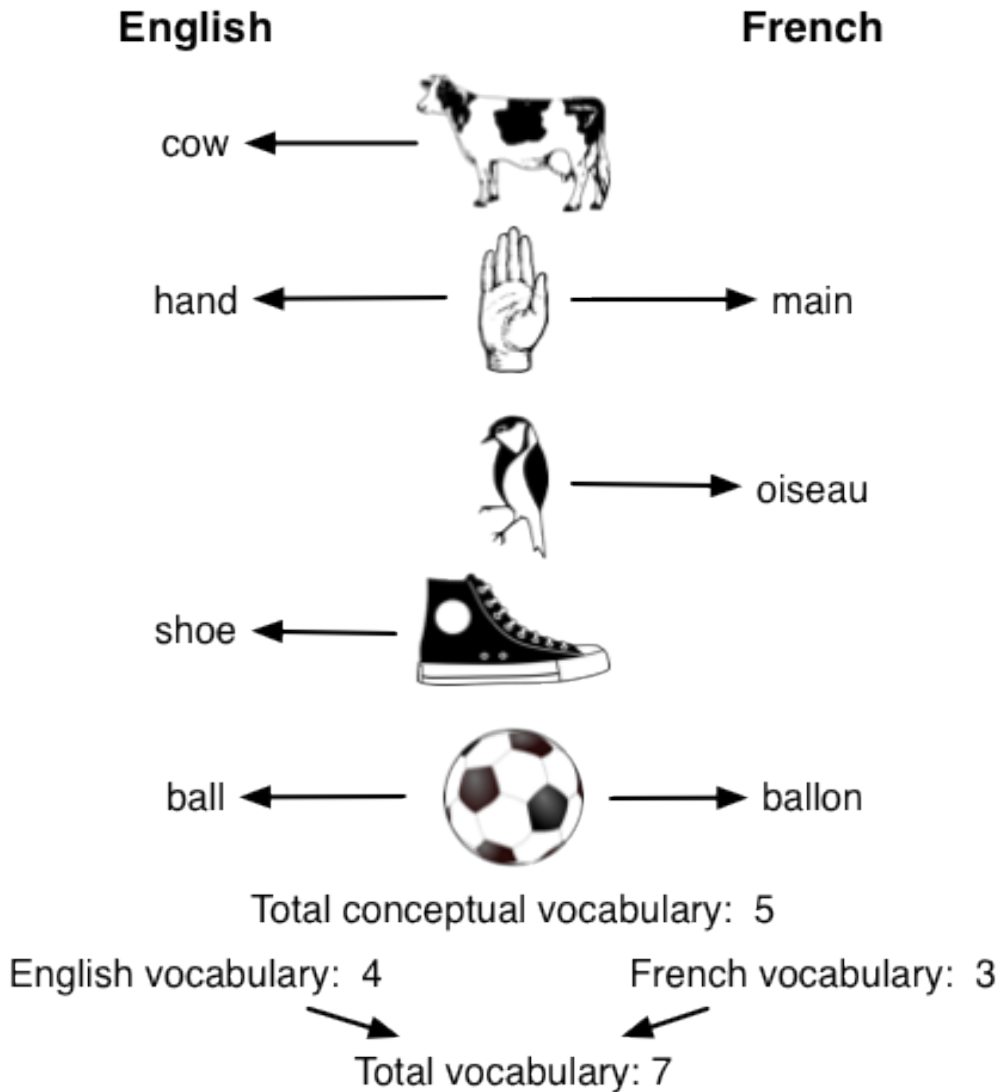 English French
cow
hand main
oiseau
shoe
ball ballon
Total conceptual vocabulary: 5
English vocabulary: 4 French vocabulary: 3
Total vocabulary: 7